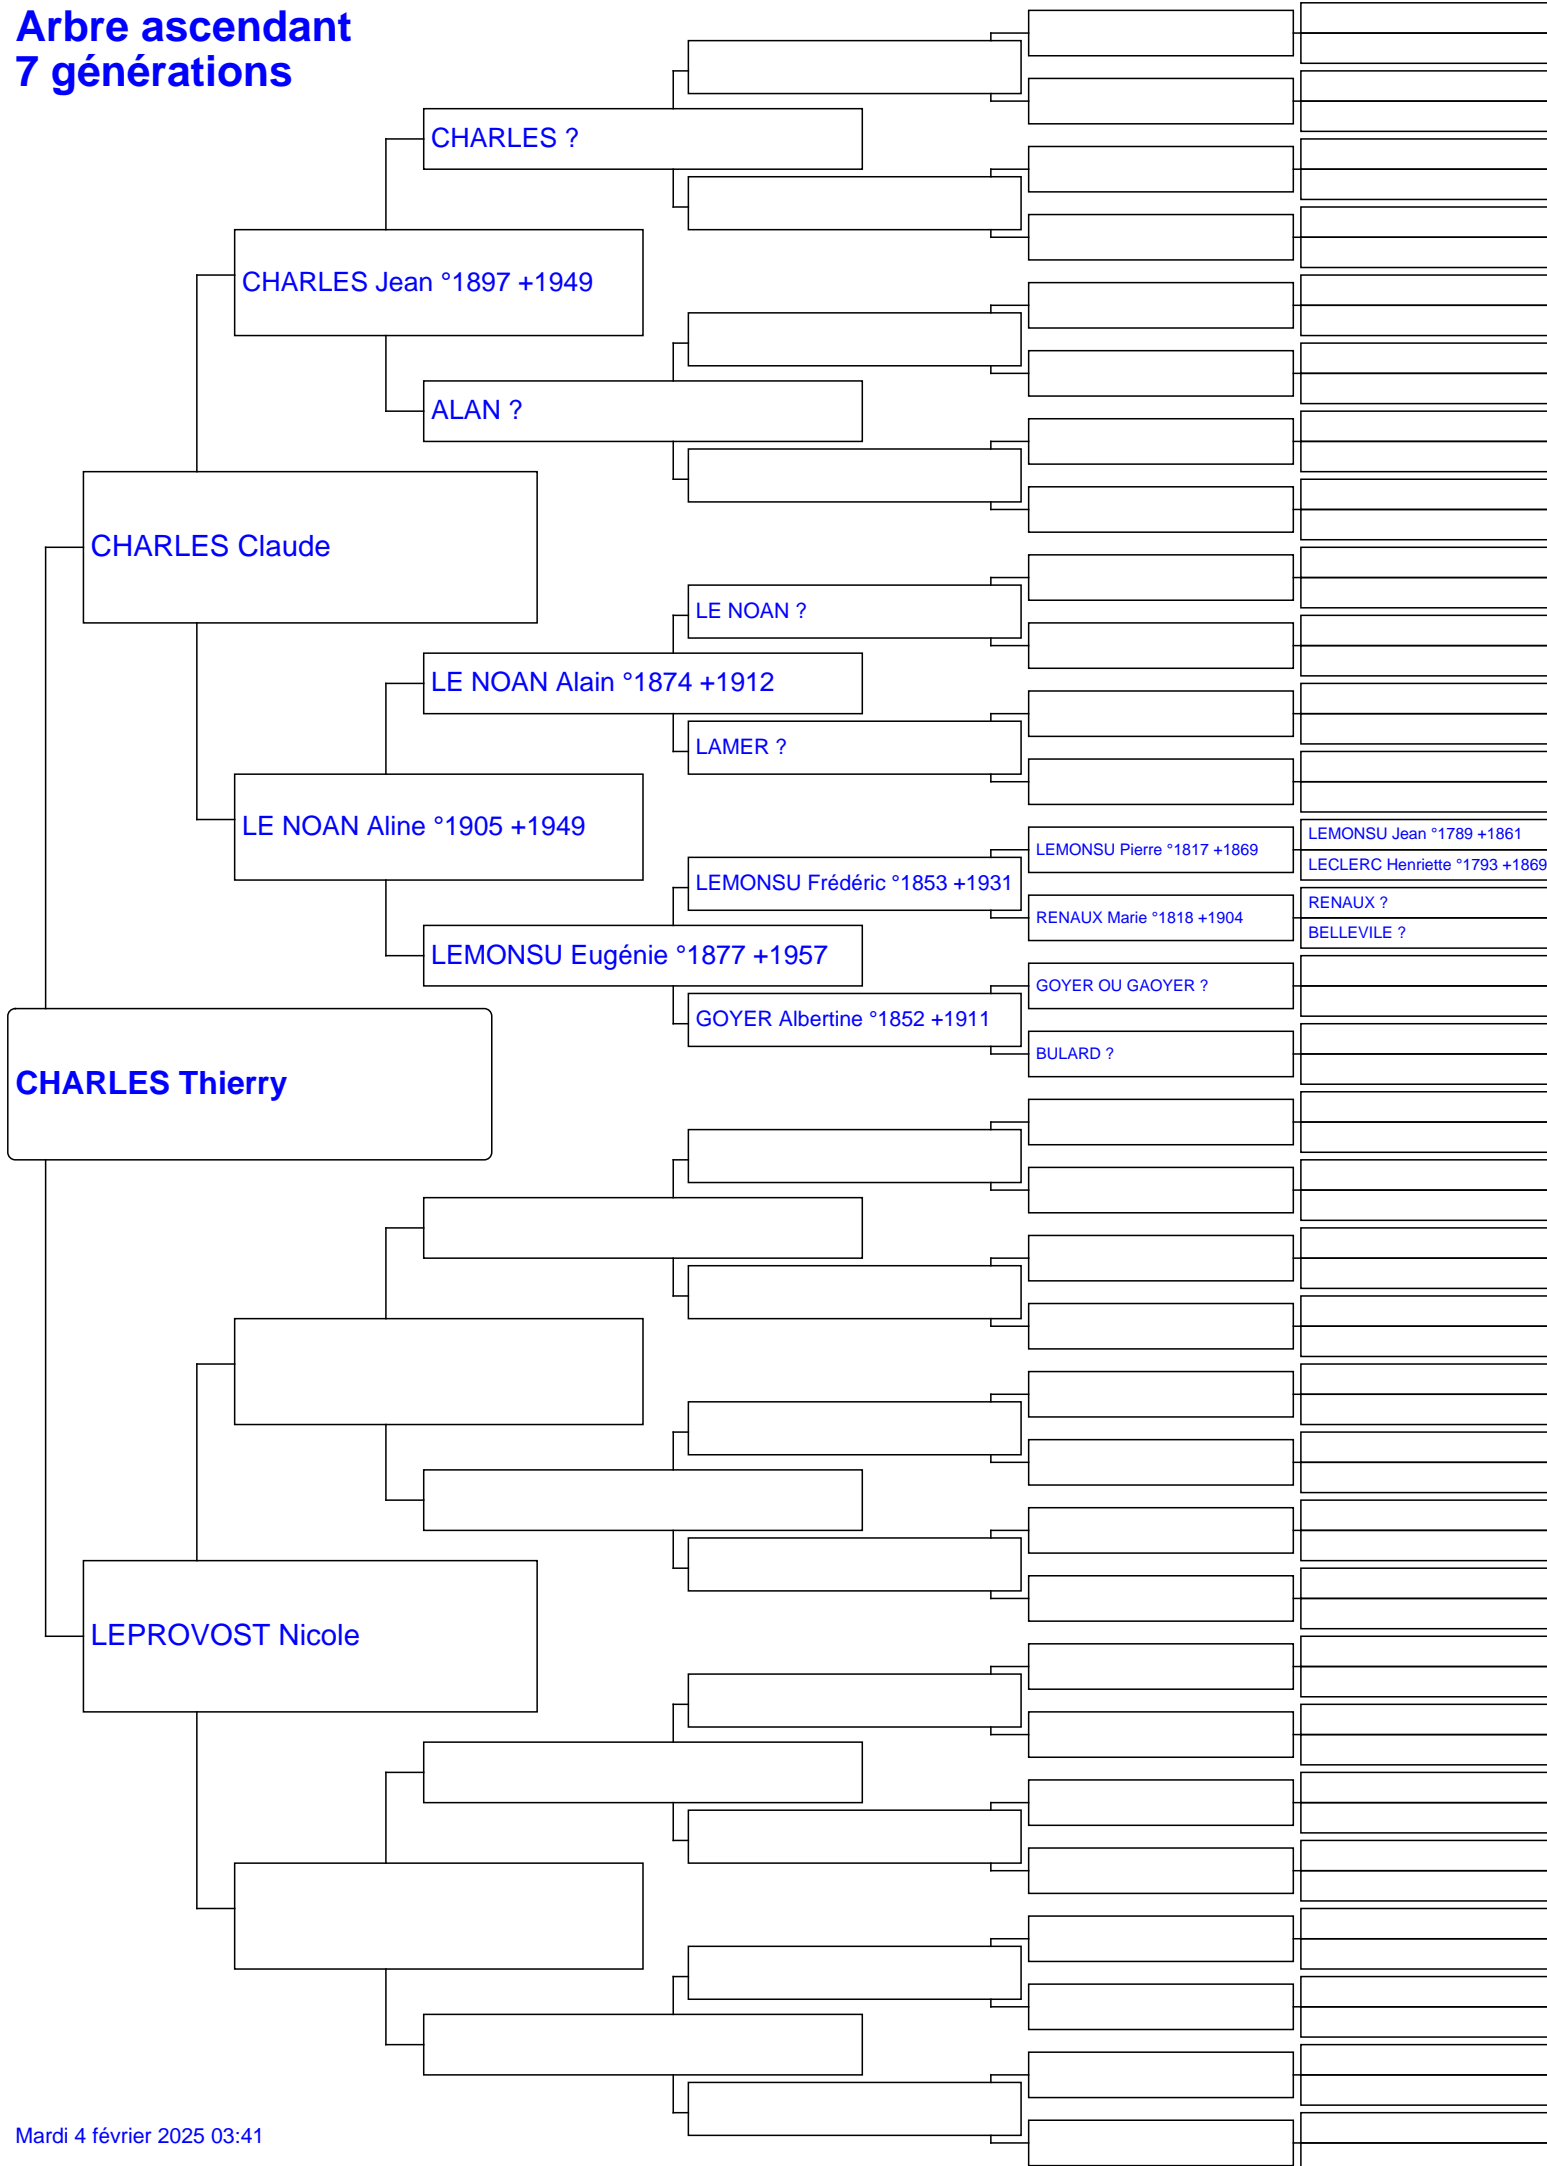 Arbre ascendant
7 générations
CHARLES ?
CHARLES Jean °1897 +1949
ALAN ?
CHARLES Claude
LE NOAN ?
LE NOAN Alain °1874 +1912
LAMER ?
LE NOAN Aline °1905 +1949
LEMONSU Jean °1789 +1861
LEMONSU Pierre °1817 +1869
LECLERC Henriette °1793 +1869
LEMONSU Frédéric °1853 +1931
RENAUX ?
RENAUX Marie °1818 +1904
BELLEVILE ?
LEMONSU Eugénie °1877 +1957
GOYER OU GAOYER ?
GOYER Albertine °1852 +1911
BULARD ?
CHARLES Thierry
LEPROVOST Nicole
Mardi 4 février 2025 03:41